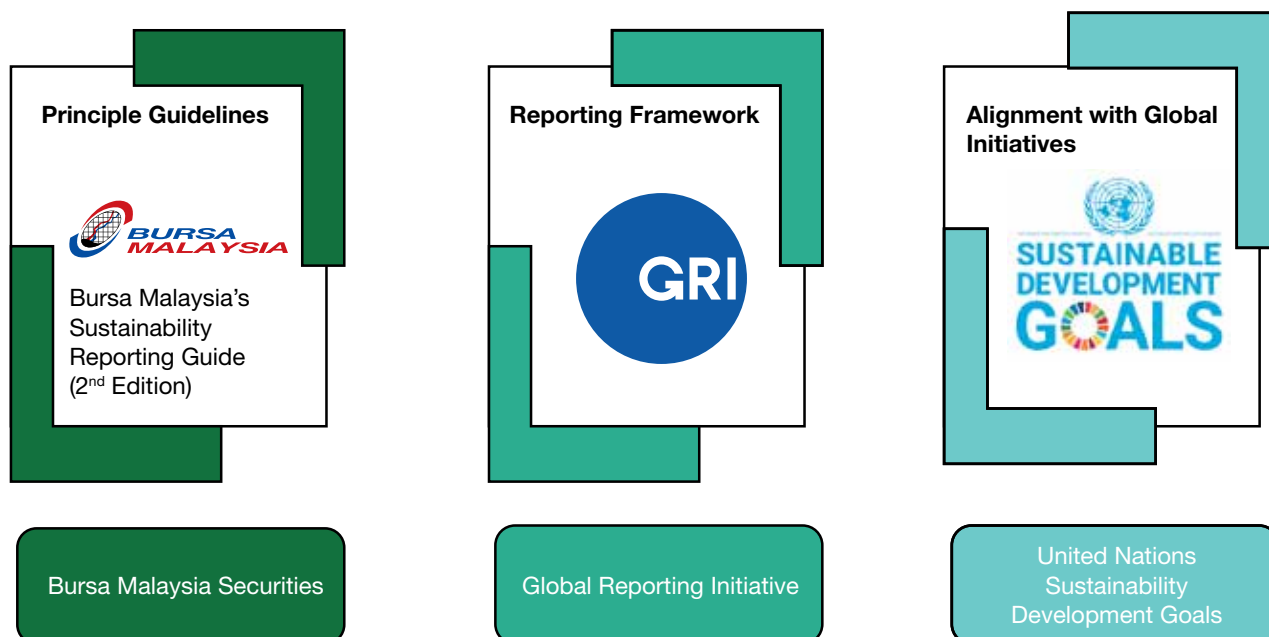 Principle Guidelines
BURSA
MALAYSIA
Bursa Malaysia’s
Sustainability
Reporting Guide
(2nd Edition)
Bursa Malaysia Securities
Reporting Framework
GRI
Global Reporting Initiative
Alignment with Global
Initiatives
SUSTAINABLE
DEVELOPMENT
GOALS
United Nations
Sustainability
Development Goals